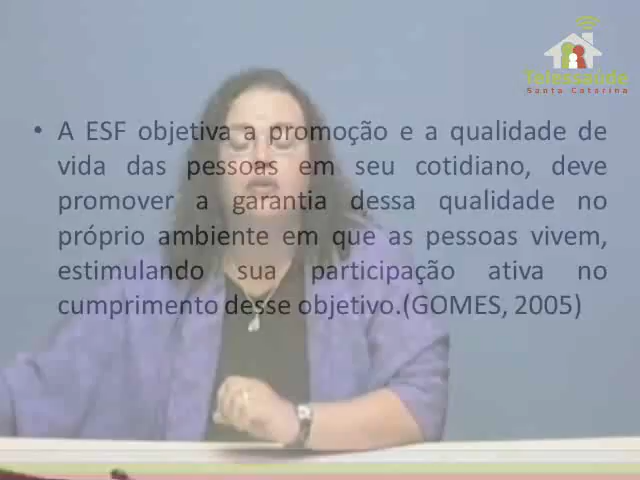 Telessaúde
Santa Catarina
• A ESF objetiva a promoção e a qualidade de
vida das pessoas em seu cotidiano, deve
promover a garantia dessa qualidade no
próprio ambiente em que as pessoas vivem,
estimulando sua participação ativa no
cumprimento desse objetivo.(GOMES, 2005)